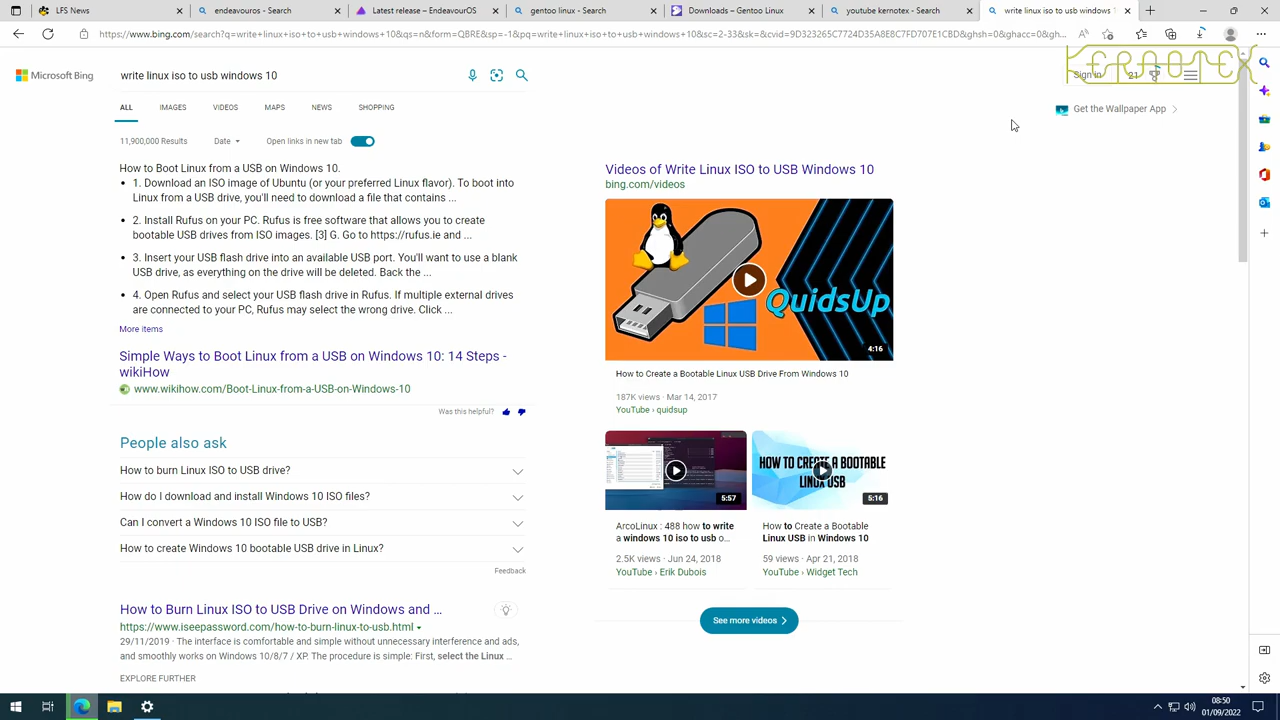 LFS News
endeavouros - Search
Latest release - EndeavourOS
gentoo linux - Search
Downloads – Gentoo Linux
youtube kernotex - Search
write linux iso to usb windows 10
https://www.bing.com/search?q=write+linux+iso+to+usb+windows+10&qs=n&form=QBRE&sp=-1&pq=write+linux+iso+to+usb+windows+10&sc=2-33&sk=&cvid=9D323265C7724D35A8E8C7FD707E1CBD&ghsh=0&ghacc=0&gh...
KERNOTEX
Microsoft Bing
write linux iso to usb windows 10
Sign in
21
Get the Wallpaper App
ALL
IMAGES
VIDEOS
MAPS
NEWS
SHOPPING
11,900,000 Results
Date
Open links in new tab
How to Boot Linux from a USB on Windows 10.
1. Download an ISO image of Ubuntu (or your preferred Linux flavor). To boot into
Linux from a USB drive, you'll need to download a file that contains ...
2. Install Rufus on your PC. Rufus is free software that allows you to create
bootable USB drives from ISO images. [3] G. Go to https://rufus.ie and ...
3. Insert your USB flash drive into an available USB port. You'll want to use a blank
USB drive, as everything on the drive will be deleted. Back the ...
4. Open Rufus and select your USB flash drive in Rufus. If multiple external drives
are connected to your PC, Rufus may select the wrong drive. Click ...
More items
Simple Ways to Boot Linux from a USB on Windows 10: 14 Steps -
wikiHow
www.wikihow.com/Boot-Linux-from-a-USB-on-Windows-10
Was this helpful?
People also ask
How to burn Linux ISO to USB drive?
How do I download and install Windows 10 ISO files?
Can I convert a Windows 10 ISO file to USB?
How to create Windows 10 bootable USB drive in Linux?
Feedback
How to Burn Linux ISO to USB Drive on Windows and ...
https://www.iseepassword.com/how-to-burn-linux-to-usb.html
29/11/2019 · The interface is comfortable and simple without unnecessary interference and ads,
and smoothly works on Windows 10/8/7 / XP. The procedure is simple: First, select the Linux ...
EXPLORE FURTHER
Videos of Write Linux ISO to USB Windows 10
bing.com/videos
QuidsUp
4:16
How to Create a Bootable Linux USB Drive From Windows 10
187K views · Mar 14, 2017
YouTube › quidsup
5:57
HOW TO CREATE A BOOTABLE
LINUX USB
5:16
ArcoLinux : 488 how to write
a windows 10 iso to usb o...
2.5K views · Jun 24, 2018
YouTube › Erik Dubois
How to Create a Bootable
Linux USB in Windows 10
59 views · Apr 21, 2018
YouTube › Widget Tech
See more videos
08:50
01/09/2022